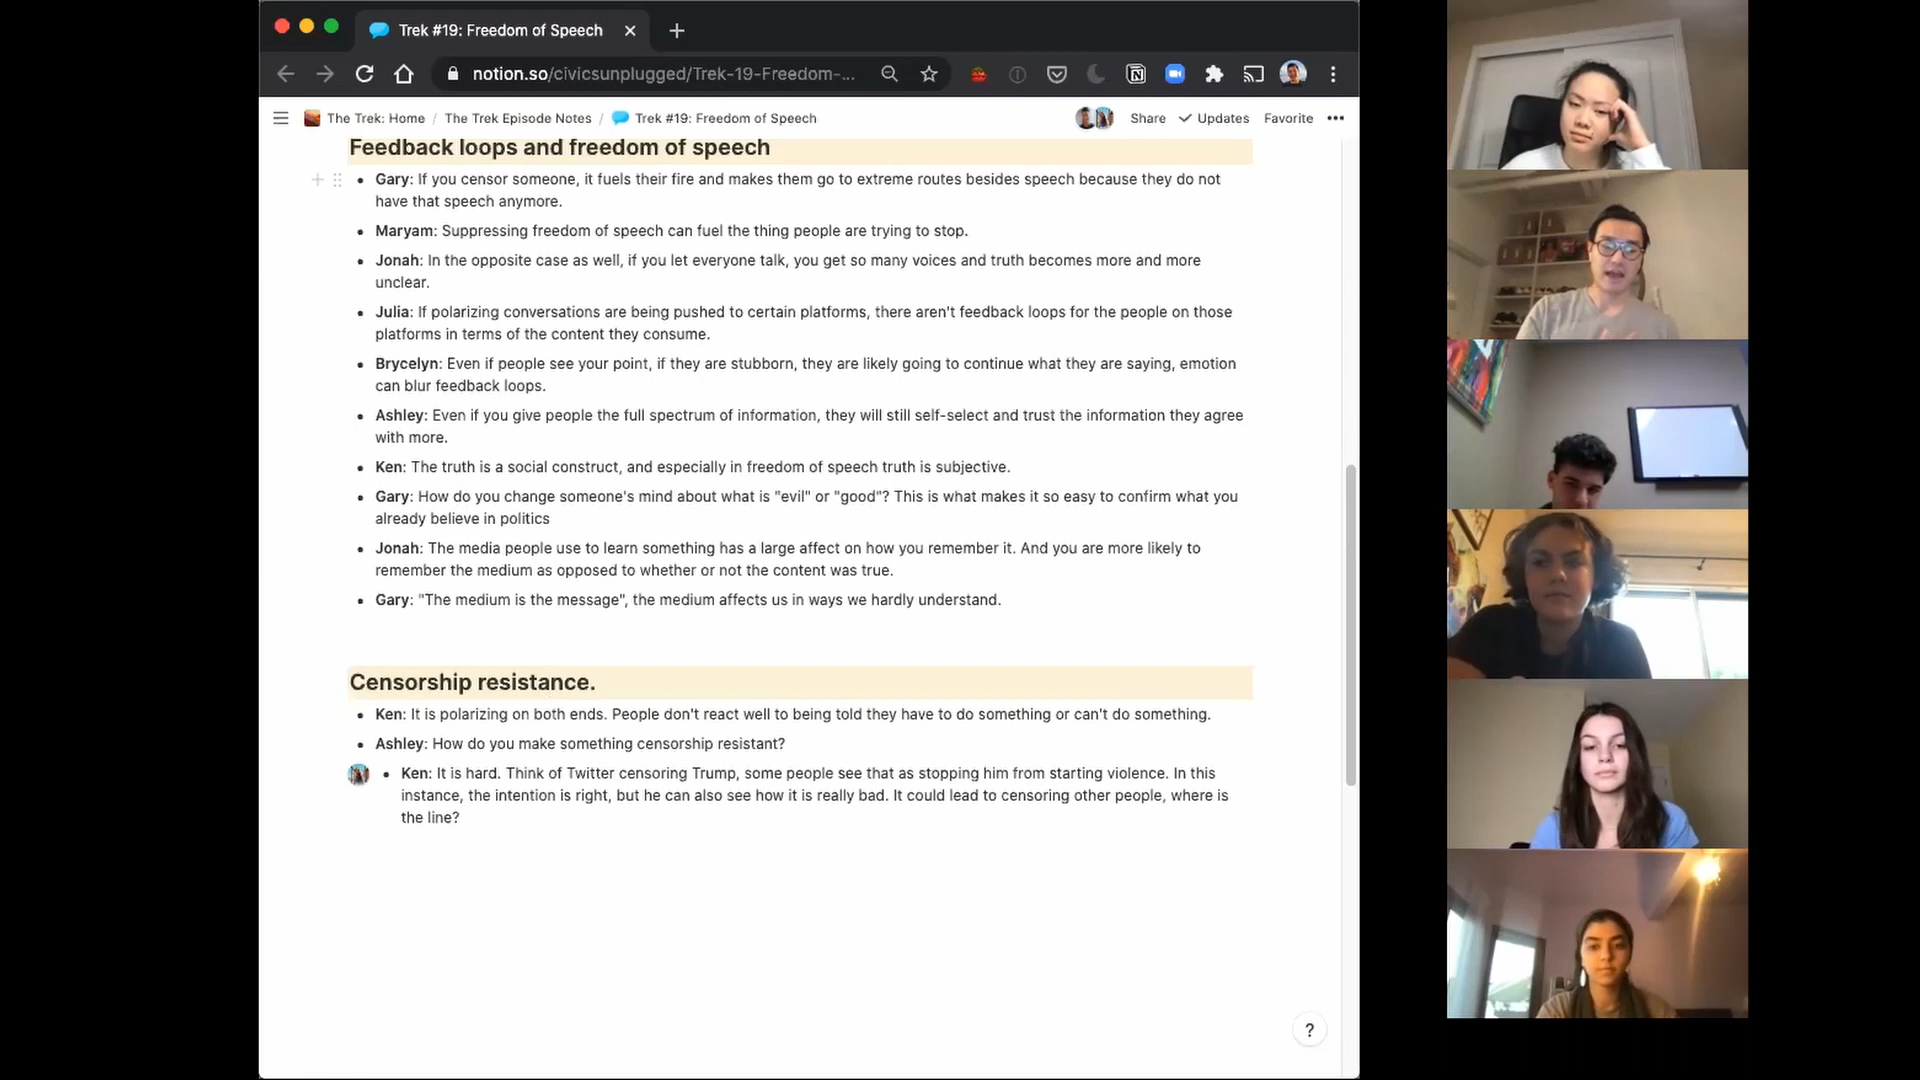 Trek #19: Freedom of Speech
notion.so/civicsunplugged/Trek-19-Freedom-...
The Trek: Home / The Trek Episode Notes / Trek #19: Freedom of Speech
Share Updates Favorite
Feedback loops and freedom of speech
Gary: If you censor someone, it fuels their fire and makes them go to extreme routes besides speech because they do not
have that speech anymore.
Maryam: Suppressing freedom of speech can fuel the thing people are trying to stop.
Jonah: In the opposite case as well, if you let everyone talk, you get so many voices and truth becomes more and more
unclear.
Julia: If polarizing conversations are being pushed to certain platforms, there aren't feedback loops for the people on those
platforms in terms of the content they consume.
Brycelyn: Even if people see your point, if they are stubborn, they are likely going to continue what they are saying, emotion
can blur feedback loops.
Ashley: Even if you give people the full spectrum of information, they will still self-select and trust the information they agree
with more.
Ken: The truth is a social construct, and especially in freedom of speech truth is subjective.
Gary: How do you change someone's mind about what is "evil" or "good"? This is what makes it so easy to confirm what you
already believe in politics
Jonah: The media people use to learn something has a large affect on how you remember it. And you are more likely to
remember the medium as opposed to whether or not the content was true.
Gary: "The medium is the message", the medium affects us in ways we hardly understand.
Censorship resistance.
Ken: It is polarizing on both ends. People don't react well to being told they have to do something or can't do something.
Ashley: How do you make something censorship resistant?
Ken: It is hard. Think of Twitter censoring Trump, some people see that as stopping him from starting violence. In this
instance, the intention is right, but he can also see how it is really bad. It could lead to censoring other people, where is
the line?
?